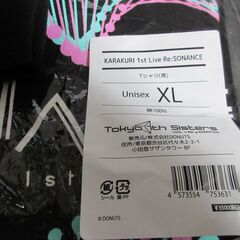 KARAKURI 1st Live Re:SONANCE
Tシャツ(黒)
Unisex XL
綿100%
Tokyo 7th Sisters
販売元/株式会社DONUTS
住所/東京都渋谷区代々木2-2-1
小田急サザンタワー 8F
4 573554 753631
¥3500
©DONUTS
1st